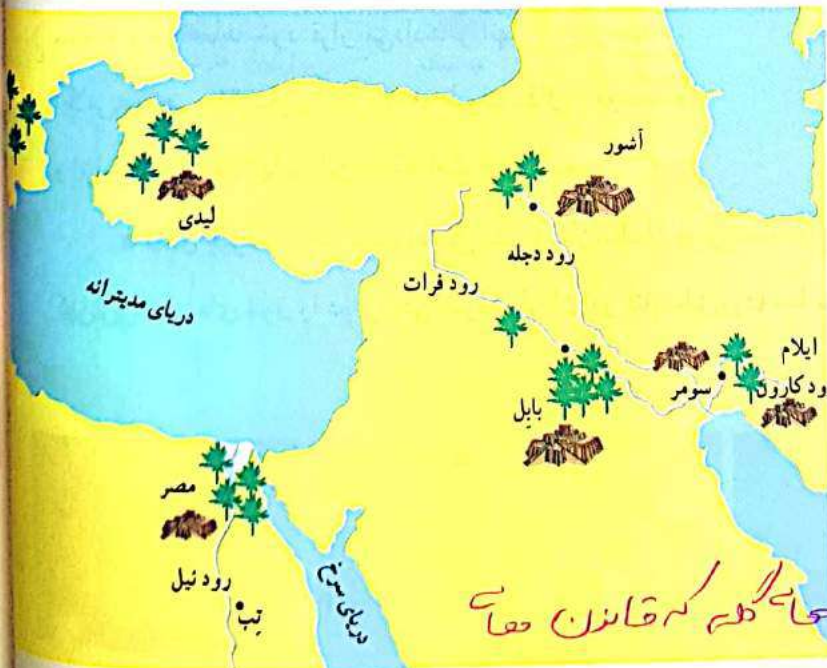 آشور
لیدی
رود دجله
رود فرات
دریای مدیترانه
ایلام
رود کارون
سومر
بابل
مصر
رود نیل
تب
دریای سرخ
که قانون